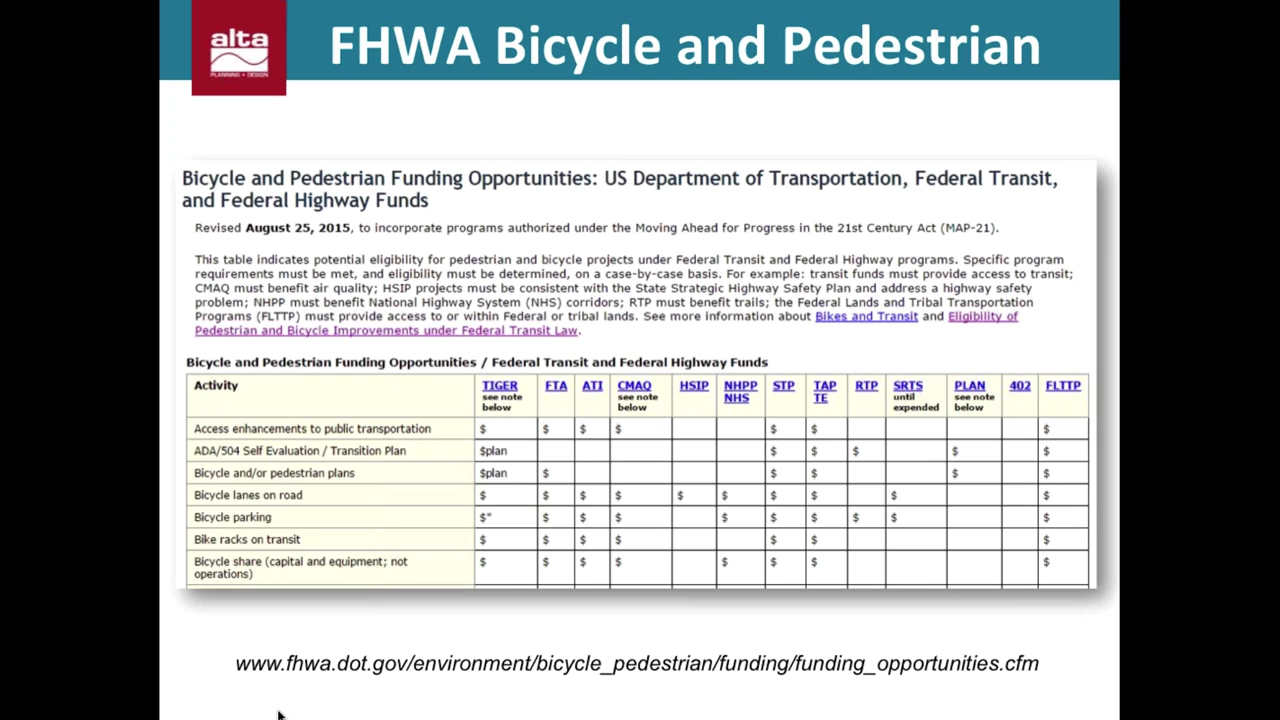 alta
PLANNING + DESIGN
FHWA Bicycle and Pedestrian
Bicycle and Pedestrian Funding Opportunities: US Department of Transportation, Federal Transit,
and Federal Highway Funds
Revised August 25, 2015, to incorporate programs authorized under the Moving Ahead for Progress in the 21st Century Act (MAP-21).
This table indicates potential eligibility for pedestrian and bicycle projects under Federal Transit and Federal Highway programs. Specific program
requirements must be met, and eligibility must be determined, on a case-by-case basis. For example: transit funds must provide access to transit;
CMAQ must benefit air quality; HSIP projects must be consistent with the State Strategic Highway Safety Plan and address a highway safety
problem; NHPP must benefit National Highway System (NHS) corridors; RTP must benefit trails; the Federal Lands and Tribal Transportation
Programs (FLTTP) must provide access to or within Federal or tribal lands. See more information about Bikes and Transit and Eligibility of
Pedestrian and Bicycle Improvements under Federal Transit Law.
Bicycle and Pedestrian Funding Opportunities / Federal Transit and Federal Highway Funds
Activity TIGER FTA ATI CMAQ HSIP NHPP STP TAP RTP SRTS PLAN 402 FLTTP
see note see note NHS TE until see note
below below expended below
Access enhancements to public transportation $ $ $ $ $ $ $
ADA/504 Self Evaluation / Transition Plan $plan $ $ $ $ $
Bicycle and/or pedestrian plans $plan $ $ $ $ $
Bicycle lanes on road $ $ $ $ $ $ $ $ $ $
Bicycle parking $* $ $ $ $ $ $ $ $ $
Bike racks on transit $ $ $ $ $ $ $
Bicycle share (capital and equipment; not $ $ $ $ $ $ $ $
operations)
www.fhwa.dot.gov/environment/bicycle_pedestrian/funding/funding_opportunities.cfm